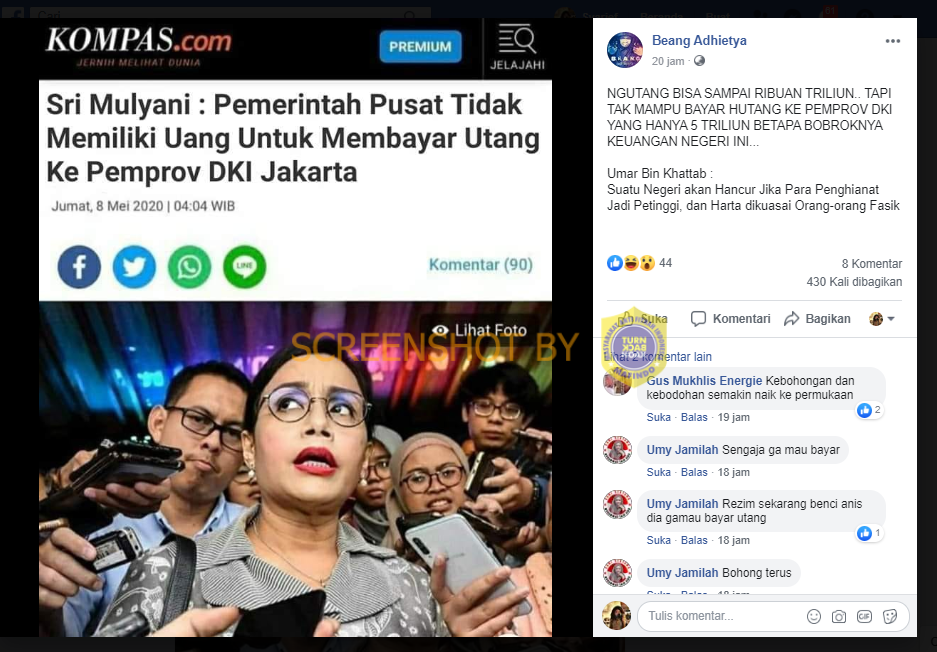 KOMPAS.com
JERNIH MELIHAT DUNIA
PREMIUM
JELAJAHI
Sri Mulyani : Pemerintah Pusat Tidak
Memiliki Uang Untuk Membayar Utang
Ke Pemprov DKI Jakarta
Jumat, 8 Mei 2020 | 04:04 WIB
LINE
Komentar (90)
Lihat Foto
SCREENSHOT BY
TURN
BACK
HOAX
MAFINDO
Beang Adhietya
20 jam ·
NGUTANG BISA SAMPAI RIBUAN TRILIUN.. TAPI
TAK MAMPU BAYAR HUTANG KE PEMPROV DKI
YANG HANYA 5 TRILIUN BETAPA BOBROKNYA
KEUANGAN NEGERI INI...
Umar Bin Khattab :
Suatu Negeri akan Hancur Jika Para Penghianat
Jadi Petinggi, dan Harta dikuasai Orang-orang Fasik
44
8 Komentar
430 Kali dibagikan
Suka
Komentari
Bagikan
Lihat 2 komentar lain
Gus Mukhlis Energie Kebohongan dan
kebodohan semakin naik ke permukaan
2
Suka · Balas · 19 jam
Umy Jamilah Sengaja ga mau bayar
Suka · Balas · 18 jam
Umy Jamilah Rezim sekarang benci anis
dia gamau bayar utang
1
Suka · Balas · 18 jam
Umy Jamilah Bohong terus
Suka · Balas · 18 jam
Tulis komentar...
GIF